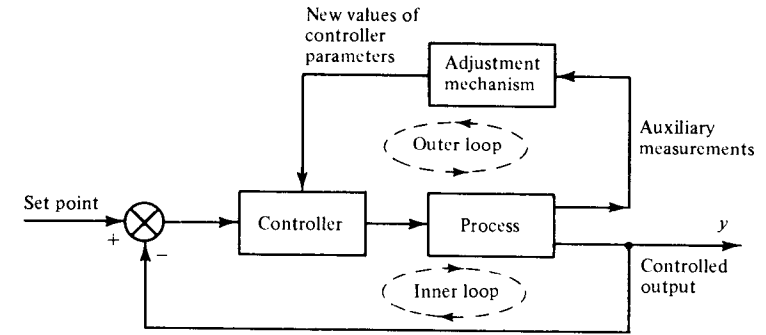 New values of
controller
parameters
Adjustment
mechanism
Outer loop
Auxiliary
measurements
Set point
+
−
Controller
Process
y
Controlled
output
Inner loop